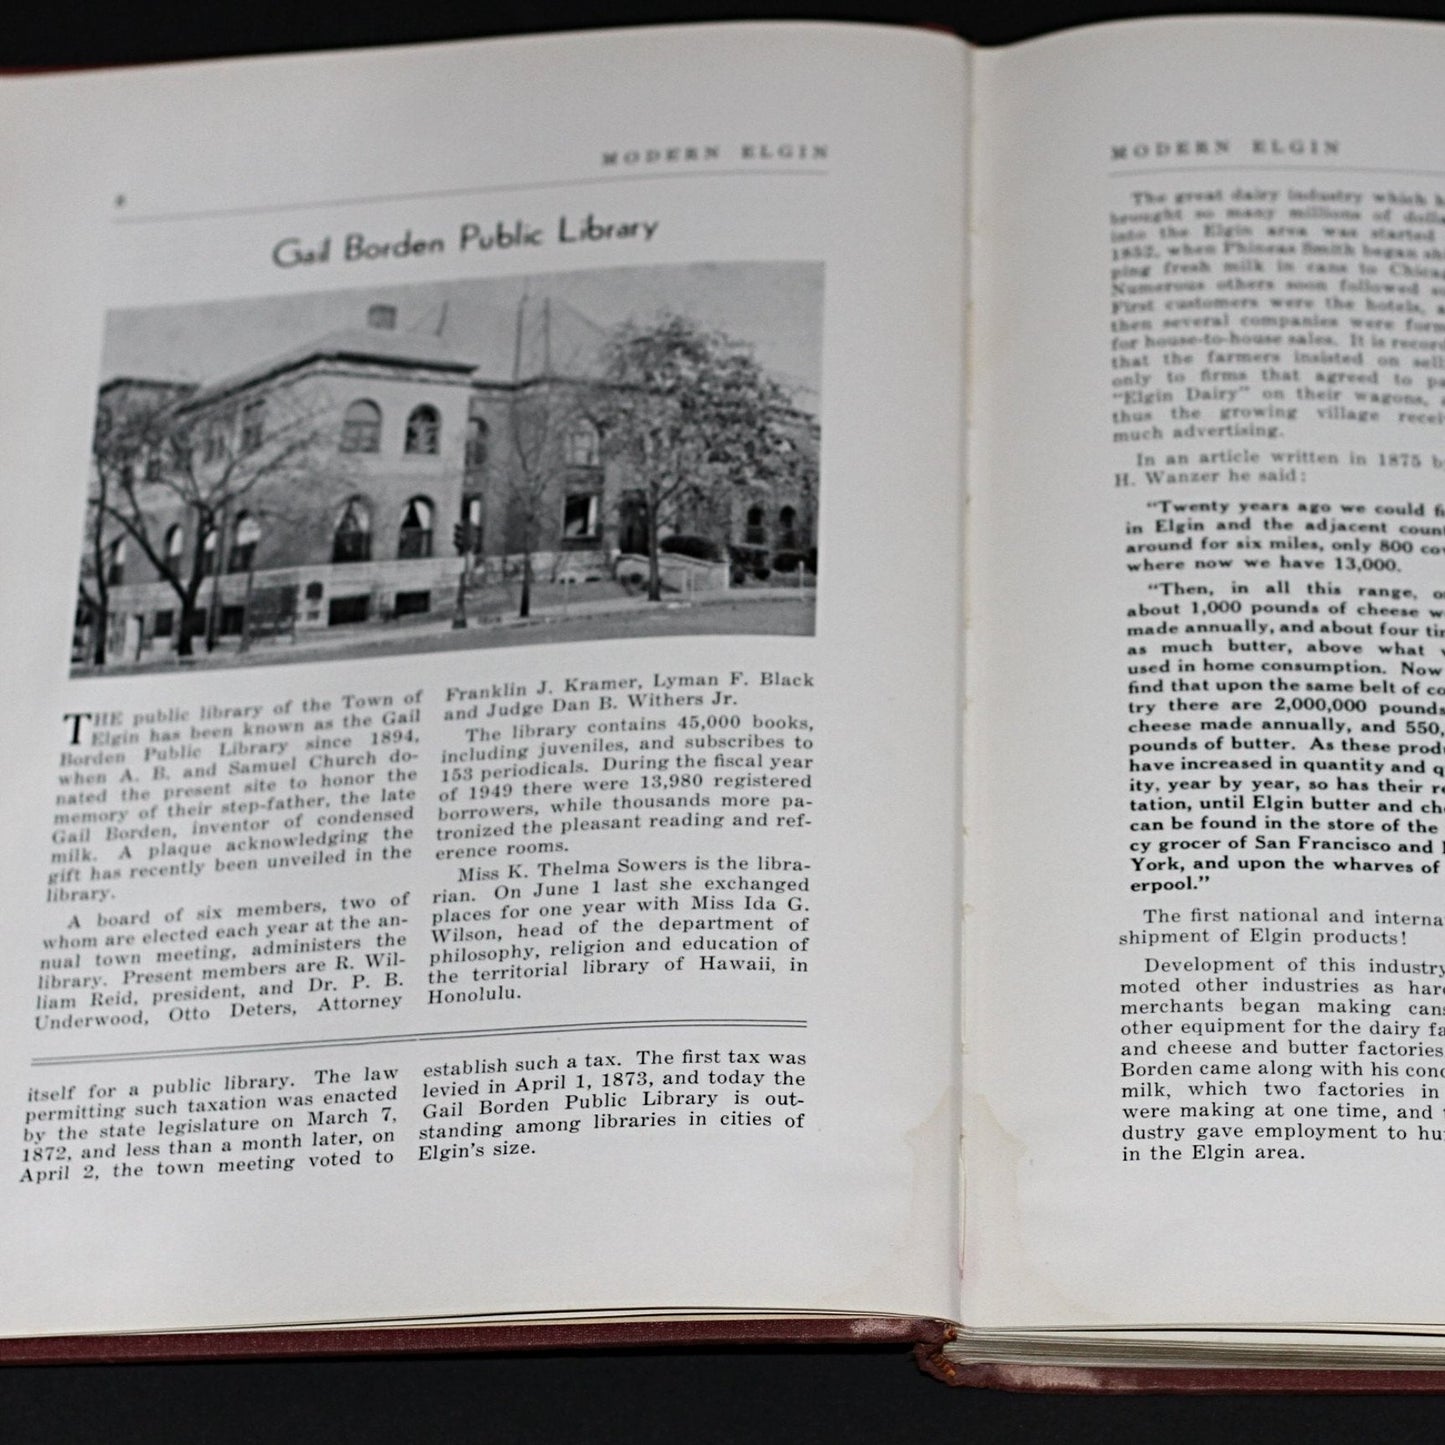 MODERN ELGIN
Gail Borden Public Library
THE public library of the Town of
Elgin has been known as the Gail
Borden Public Library since 1894,
when A. B. and Samuel Church do-
nated the present site to honor the
memory of their step-father, the late
Gail Borden, inventor of condensed
milk. A plaque acknowledging the
gift has recently been unveiled in the
library.
A board of six members, two of
whom are elected each year at the an-
nual town meeting, administers the
library. Present members are R. Wil-
liam Reid, president, and Dr. P. B.
Underwood, Otto Deters, Attorney
Franklin J. Kramer, Lyman F. Black
and Judge Dan B. Withers Jr.
The library contains 45,000 books,
including juveniles, and subscribes to
153 periodicals. During the fiscal year
of 1949 there were 13,980 registered
borrowers, while thousands more pa-
tronized the pleasant reading and ref-
erence rooms.
Miss K. Thelma Sowers is the libra-
rian. On June 1 last she exchanged
places for one year with Miss Ida G.
Wilson, head of the department of
philosophy, religion and education of
the territorial library of Hawaii, in
Honolulu.
itself for a public library. The law
permitting such taxation was enacted
by the state legislature on March 7,
1872, and less than a month later, on
April 2, the town meeting voted to
establish such a tax. The first tax was
levied in April 1, 1873, and today the
Gail Borden Public Library is out-
standing among libraries in cities of
Elgin's size.
MODERN ELGIN
The great dairy industry which
brought so many millions of
into the Elgin area was started
1852, when Phineas Smith began
ping fresh milk in cans to
Numerous others soon followed
First customers were the hotels,
then several companies were
for house-to-house sales. It is
that the farmers insisted on
only to firms that agreed to
"Elgin Dairy" on their wagons,
thus the growing village
much advertising.
In an article written in 1875
H. Wanzer he said:
"Twenty years ago we could
in Elgin and the adjacent
around for six miles, only 800
where now we have 13,000.
"Then, in all this range,
about 1,000 pounds of cheese
made annually, and about four
as much butter, above what
used in home consumption. Now
find that upon the same belt of
try there are 2,000,000 pounds
cheese made annually, and 550,
pounds of butter. As these
have increased in quantity and
ity, year by year, so has their
tation, until Elgin butter and
can be found in the store of the
cy grocer of San Francisco and
York, and upon the wharves of
erpool."
The first national and
shipment of Elgin products!
Development of this industry
moted other industries as
merchants began making
other equipment for the dairy
and cheese and butter factories
Borden came along with his
milk, which two factories in
were making at one time, and
dustry gave employment to
in the Elgin area.